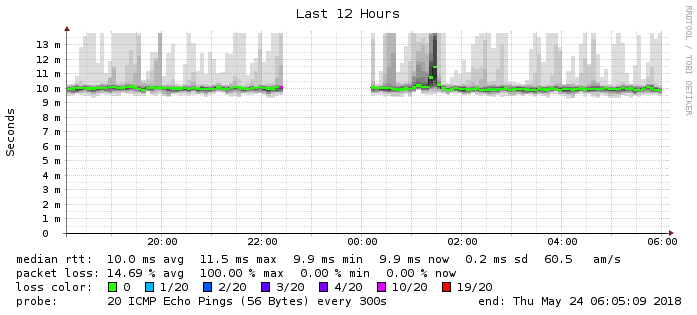 Last 12 Hours
RRDTOOL / TOBI OETIKER
Seconds
13 m
12 m
11 m
10 m
9 m
8 m
7 m
6 m
5 m
4 m
3 m
2 m
1 m
0
20:00 22:00 00:00 02:00 04:00 06:00
median rtt: 10.0 ms avg 11.5 ms max 9.9 ms min 9.9 ms now 0.2 ms sd 60.5 am/s
packet loss: 14.69 % avg 100.00 % max 0.00 % min 0.00 % now
loss color: 0 1/20 2/20 3/20 4/20 10/20 19/20
probe: 20 ICMP Echo Pings (56 Bytes) every 300s end: Thu May 24 06:05:09 2018